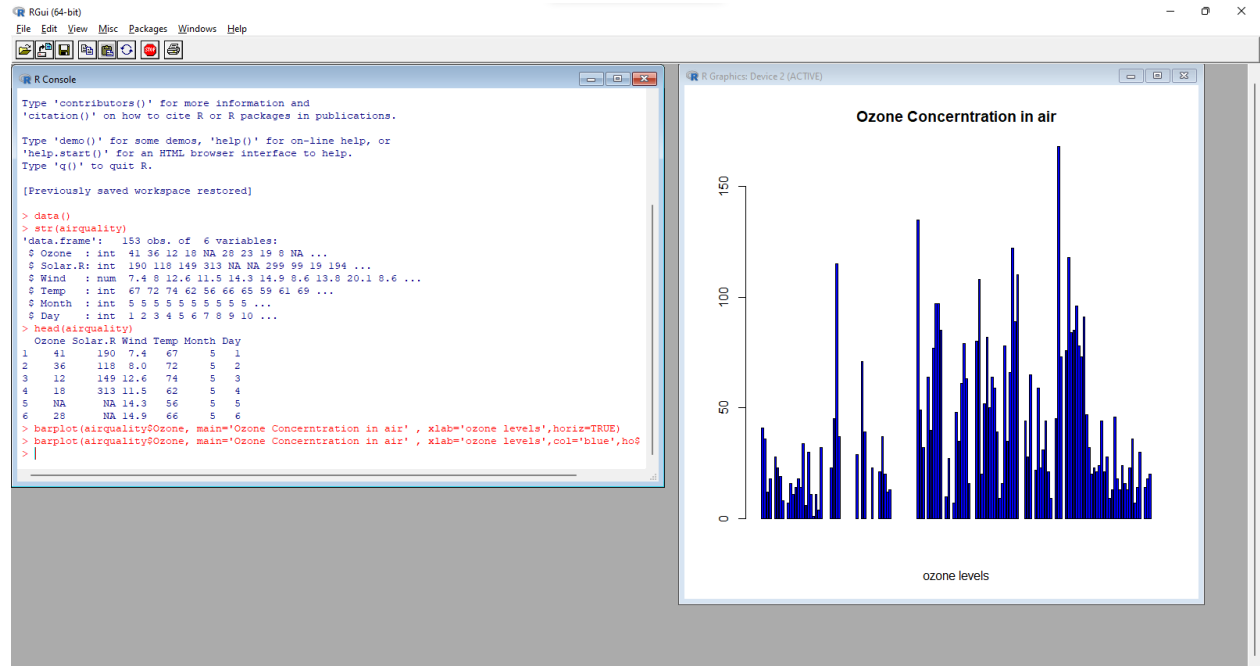 RGui (64-bit)
File Edit View Misc Packages Windows Help
STOP
R Console
Type 'contributors()' for more information and
'citation()' on how to cite R or R packages in publications.
Type 'demo()' for some demos, 'help()' for on-line help, or
'help.start()' for an HTML browser interface to help.
Type 'q()' to quit R.
[Previously saved workspace restored]
> data()
> str(airquality)
'data.frame':   153 obs. of  6 variables:
 $ Ozone  : int  41 36 12 18 NA 28 23 19 8 NA ...
 $ Solar.R: int  190 118 149 313 NA NA 299 99 19 194 ...
 $ Wind   : num  7.4 8 12.6 11.5 14.3 14.9 8.6 13.8 20.1 8.6 ...
 $ Temp   : int  67 72 74 62 56 66 65 59 61 69 ...
 $ Month  : int  5 5 5 5 5 5 5 5 5 5 ...
 $ Day    : int  1 2 3 4 5 6 7 8 9 10 ...
> head(airquality)
  Ozone Solar.R Wind Temp Month Day
1    41     190  7.4   67     5   1
2    36     118  8.0   72     5   2
3    12     149 12.6   74     5   3
4    18     313 11.5   62     5   4
5    NA      NA 14.3   56     5   5
6    28      NA 14.9   66     5   6
> barplot(airquality$Ozone, main='Ozone Concerntration in air' , xlab='ozone levels',horiz=TRUE)
> barplot(airquality$Ozone, main='Ozone Concerntration in air' , xlab='ozone levels',col='blue',ho$
>
R Graphics: Device 2 (ACTIVE)
Ozone Concerntration in air
150
100
50
0
ozone levels